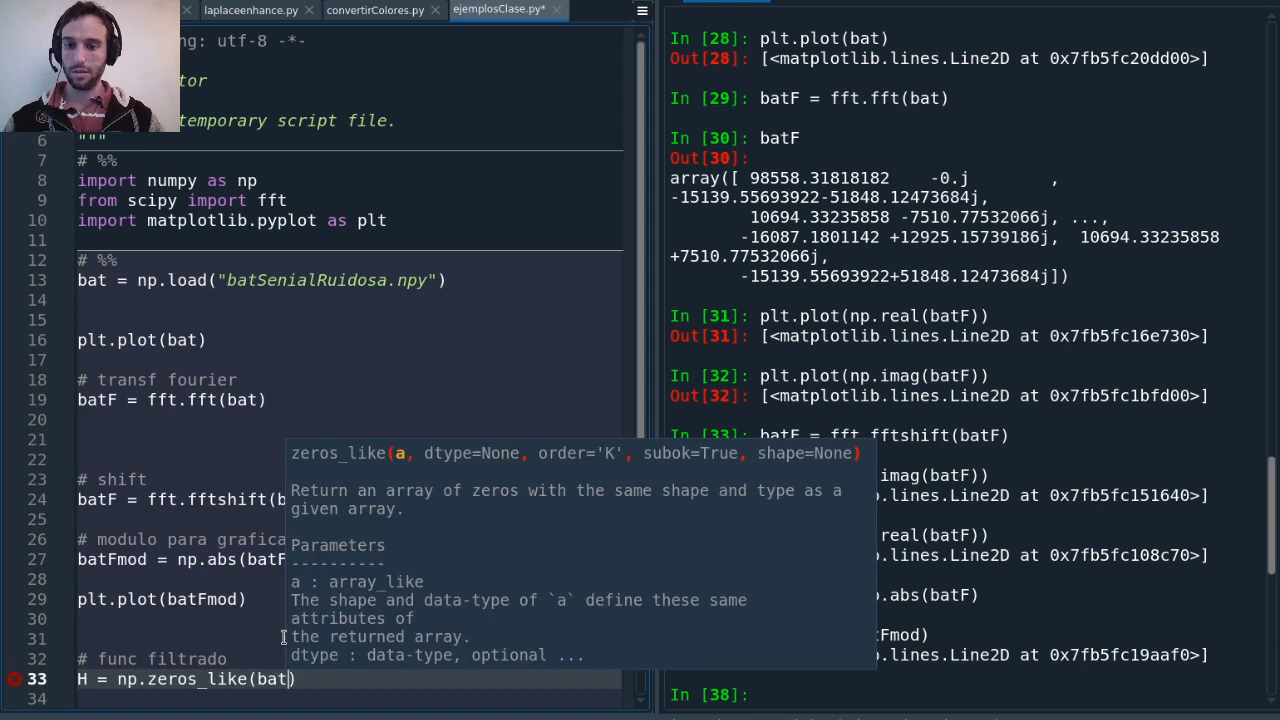 laplaceenhance.py
convertirColores.py
ejemplosClase.py*
ng: utf-8 -*-
tor
temporary script file.
6 """
7 # %%
8 import numpy as np
9 from scipy import fft
10 import matplotlib.pyplot as plt
11
12 # %%
13 bat = np.load("batSenialRuidosa.npy")
14
15
16 plt.plot(bat)
17
18 # transf fourier
19 batF = fft.fft(bat)
20
21
22
23 # shift
24 batF = fft.fftshift(b
25
26 # modulo para grafica
27 batFmod = np.abs(batF
28
29 plt.plot(batFmod)
30
31
32 # func filtrado
33 H = np.zeros_like(bat)
34
zeros_like(a, dtype=None, order='K', subok=True, shape=None)
Return an array of zeros with the same shape and type as a
given array.
Parameters
----------
a : array_like
The shape and data-type of `a` define these same
attributes of
the returned array.
dtype : data-type, optional ...
In [28]: plt.plot(bat)
Out[28]: [<matplotlib.lines.Line2D at 0x7fb5fc20dd00>]
In [29]: batF = fft.fft(bat)
In [30]: batF
Out[30]:
array([ 98558.31818182    -0.j        ,
-15139.55693922-51848.12473684j,
10694.33235858 -7510.77532066j, ...,
-16087.1801142 +12925.15739186j,  10694.33235858
+7510.77532066j,
-15139.55693922+51848.12473684j])
In [31]: plt.plot(np.real(batF))
Out[31]: [<matplotlib.lines.Line2D at 0x7fb5fc16e730>]
In [32]: plt.plot(np.imag(batF))
Out[32]: [<matplotlib.lines.Line2D at 0x7fb5fc1bfd00>]
In [33]: batF = fft.fftshift(batF)
.imag(batF))
b.lines.Line2D at 0x7fb5fc151640>]
.real(batF))
b.lines.Line2D at 0x7fb5fc108c70>]
.abs(batF)
Fmod)
b.lines.Line2D at 0x7fb5fc19aaf0>]
In [38]: